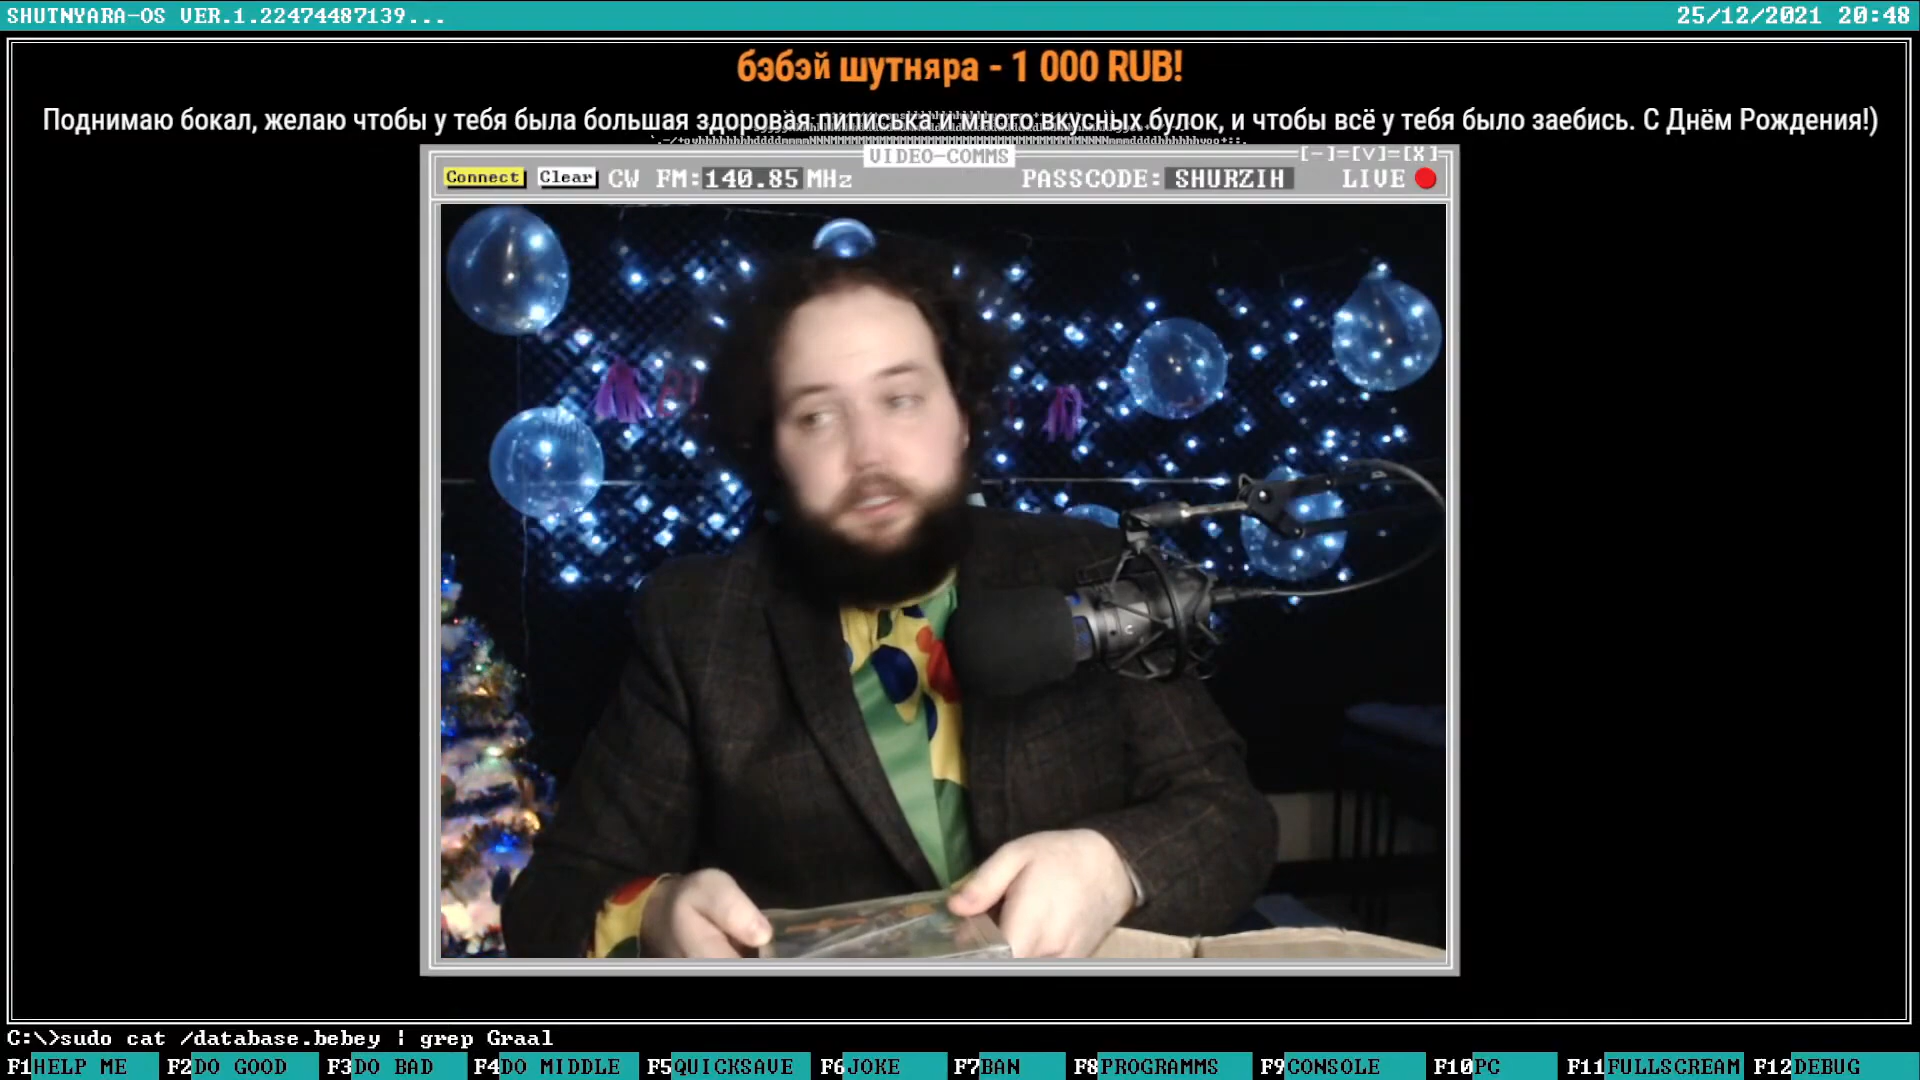 SHUTNYARA-OS VER.1.22474487139...
25/12/2021 20:48
бэбэй шутняра - 1 000 RUB!
Поднимаю бокал, желаю чтобы у тебя была большая здоровая пиписька и много вкусных булок, и чтобы всё у тебя было заебись. С Днём Рождения!)
VIDEO-COMMS
[-]=[V]=[X]
Connect Clear CW FM:140.85 MHz PASSCODE: SHURZIH LIVE
C:\>sudo cat /database.bebey | grep Graal
F1HELP ME F2DO GOOD F3DO BAD F4DO MIDDLE F5QUICKSAVE F6JOKE F7BAN F8PROGRAMMS F9CONSOLE F10PC F11FULLSCREAM F12DEBUG